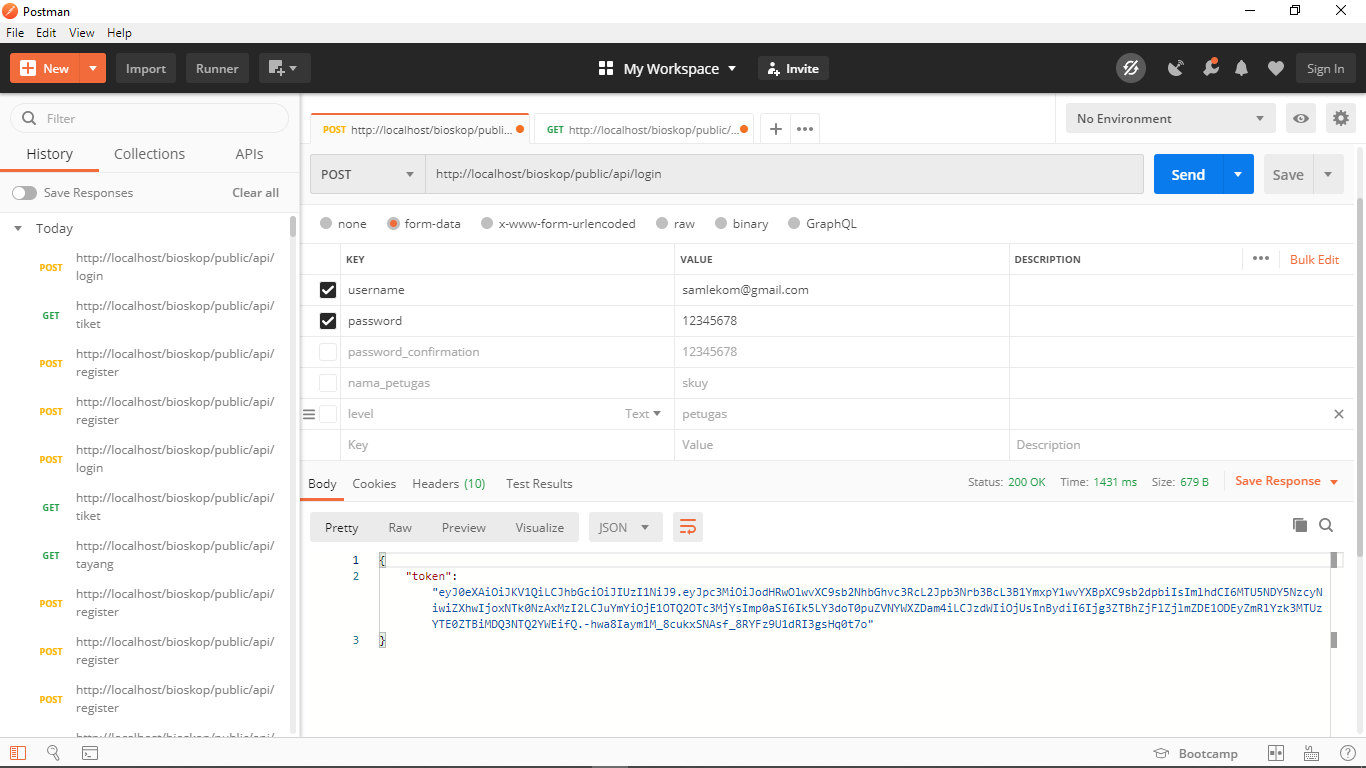 Postman
File Edit View Help
New Import Runner My Workspace Invite Sign In
Filter
History Collections APIs
Save Responses Clear all
Today
POST http://localhost/bioskop/public/api/
login
GET http://localhost/bioskop/public/api/
tiket
POST http://localhost/bioskop/public/api/
register
POST http://localhost/bioskop/public/api/
register
POST http://localhost/bioskop/public/api/
login
GET http://localhost/bioskop/public/api/
tiket
GET http://localhost/bioskop/public/api/
tayang
POST http://localhost/bioskop/public/api/
register
POST http://localhost/bioskop/public/api/
register
POST http://localhost/bioskop/public/api/
register
POST http://localhost/bioskop/publi... GET http://localhost/bioskop/public/... No Environment
POST http://localhost/bioskop/public/api/login Send Save
none form-data x-www-form-urlencoded raw binary GraphQL
KEY VALUE DESCRIPTION Bulk Edit
username samlekom@gmail.com
password 12345678
password_confirmation 12345678
nama_petugas skuy
level Text petugas
Key Value Description
Body Cookies Headers (10) Test Results Status: 200 OK Time: 1431 ms Size: 679 B Save Response
Pretty Raw Preview Visualize JSON
1 {
2 "token":
"eyJ0eXAiOiJKV1QiLCJhbGciOiJIUzI1NiJ9.eyJpc3MiOiJodHRwOlwvXC9sb2NhbGhvc3RcL2Jpb3Nrb3BcL3B1YmxpY1wvYXBpXC9sb2dpbiIsImlhdCI6MTU5NDY5NzcyN
iwiZXhwIjoxNTk0NzAxMzI2LCJuYmYiOjE1OTQ2OTc3MjYsImp0aSI6Ik5LY3doT0puZVNYWXZDam4iLCJzdWIiOjUsInBydiI6Ijg3ZTBhZjFlZjlmZDE1ODEyZmRlYzk3MTUz
YTE0ZTBiMDQ3NTQ2YWEifQ.-hwa8Iaym1M_8cukxSNAsf_8RYFz9U1dRI3gsHq0t7o"
3 }
Bootcamp